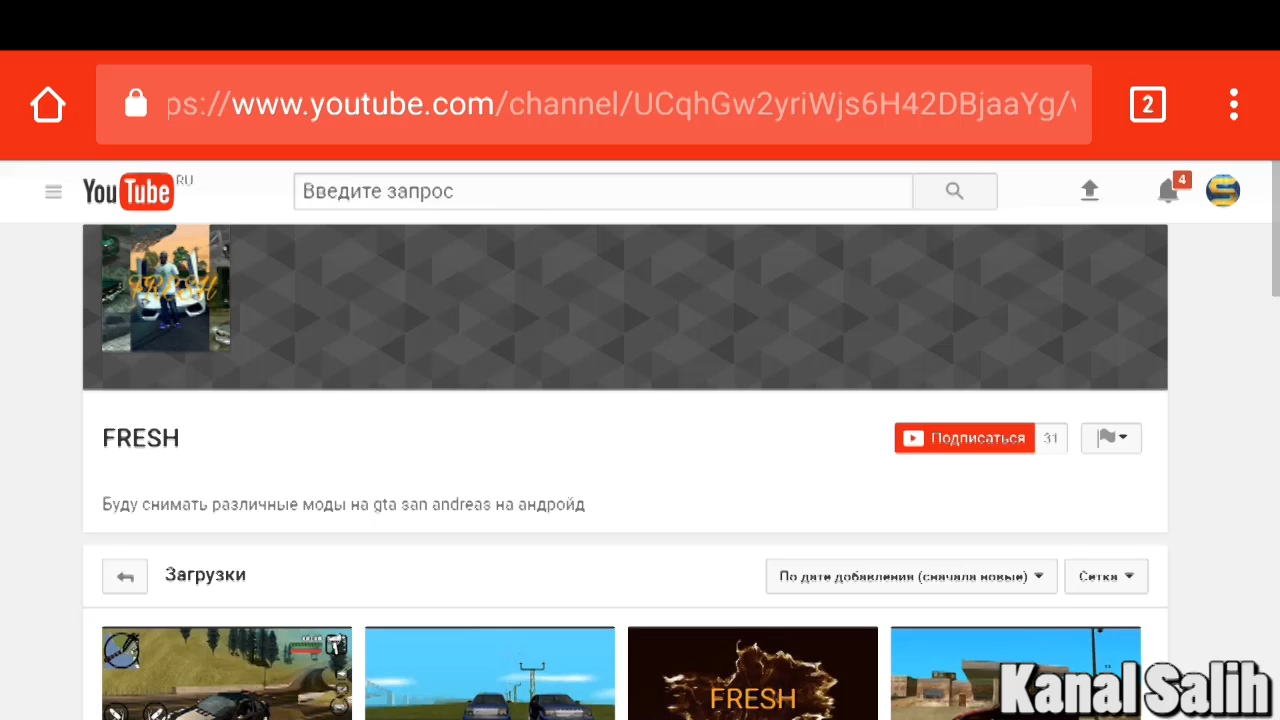 ps://www.youtube.com/channel/UCqhGw2yriWjs6H42DBjaaYg/v
2
YouTube RU
Введите запрос
4
FRESH
FRESH
Подписаться 31
Буду снимать различные моды на gta san andreas на андройд
Загрузки
По дате добавления (сначала новые)
Сетка
FRESH
Kanal Salih